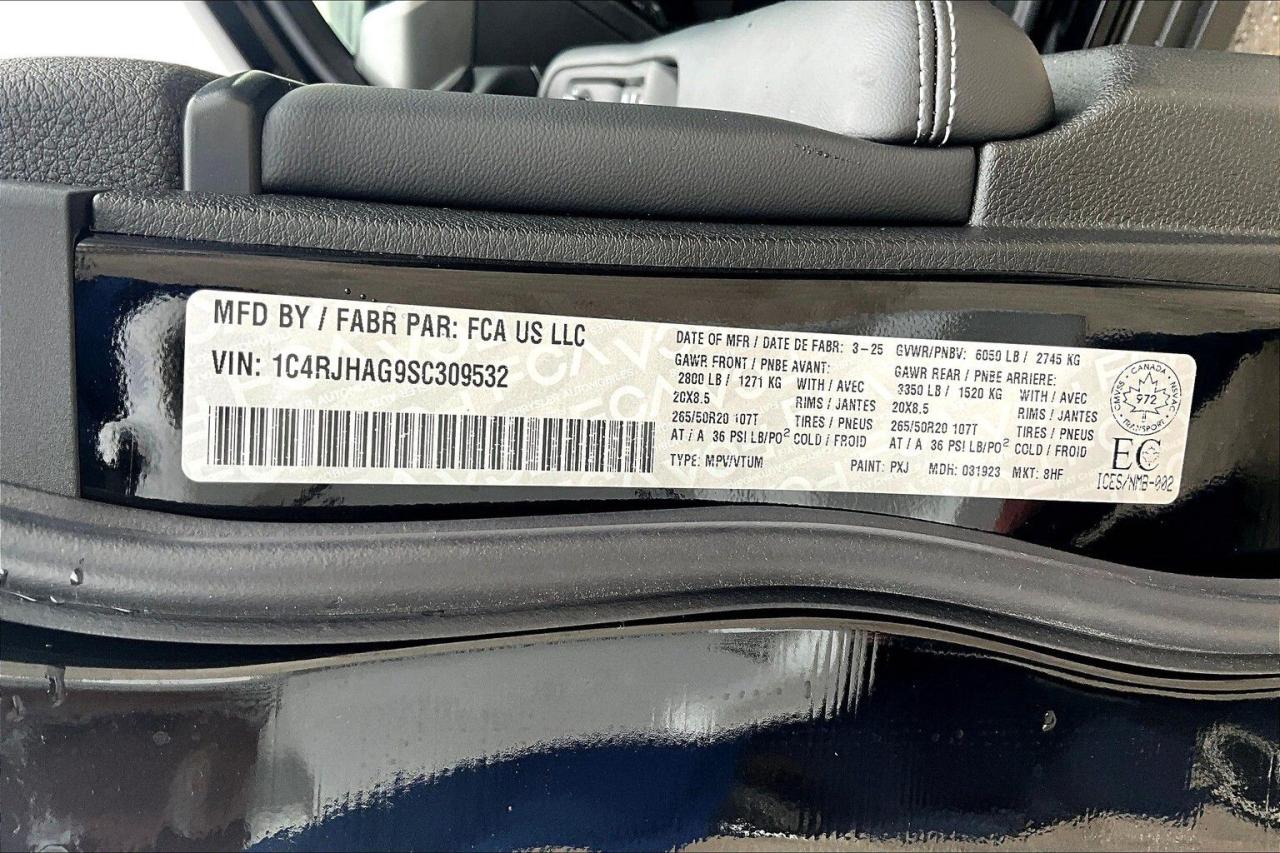 MFD BY / FABR PAR: FCA US LLC
VIN: 1C4RJHAG9SC309532
DATE OF MFR / DATE DE FABR: 3-25
GAWR FRONT / PNBE AVANT:
2800 LB / 1271 KG WITH / AVEC
20X8.5 RIMS / JANTES
265/50R20 107T TIRES / PNEUS
AT / A 36 PSI LB/PO² COLD / FROID
TYPE: MPV/VTUM
GVWR/PNBV: 6050 LB / 2745 KG
GAWR REAR / PNBE ARRIERE:
3350 LB / 1520 KG WITH / AVEC
20X8.5 RIMS / JANTES
265/50R20 107T TIRES / PNEUS
AT / A 36 PSI LB/PO² COLD / FROID
PAINT: PXJ MDH: 031923 MKT: 8HF
CANADA
CMVSS NSVAC
972
TRANSPORT
EC
ICES/NMB-002